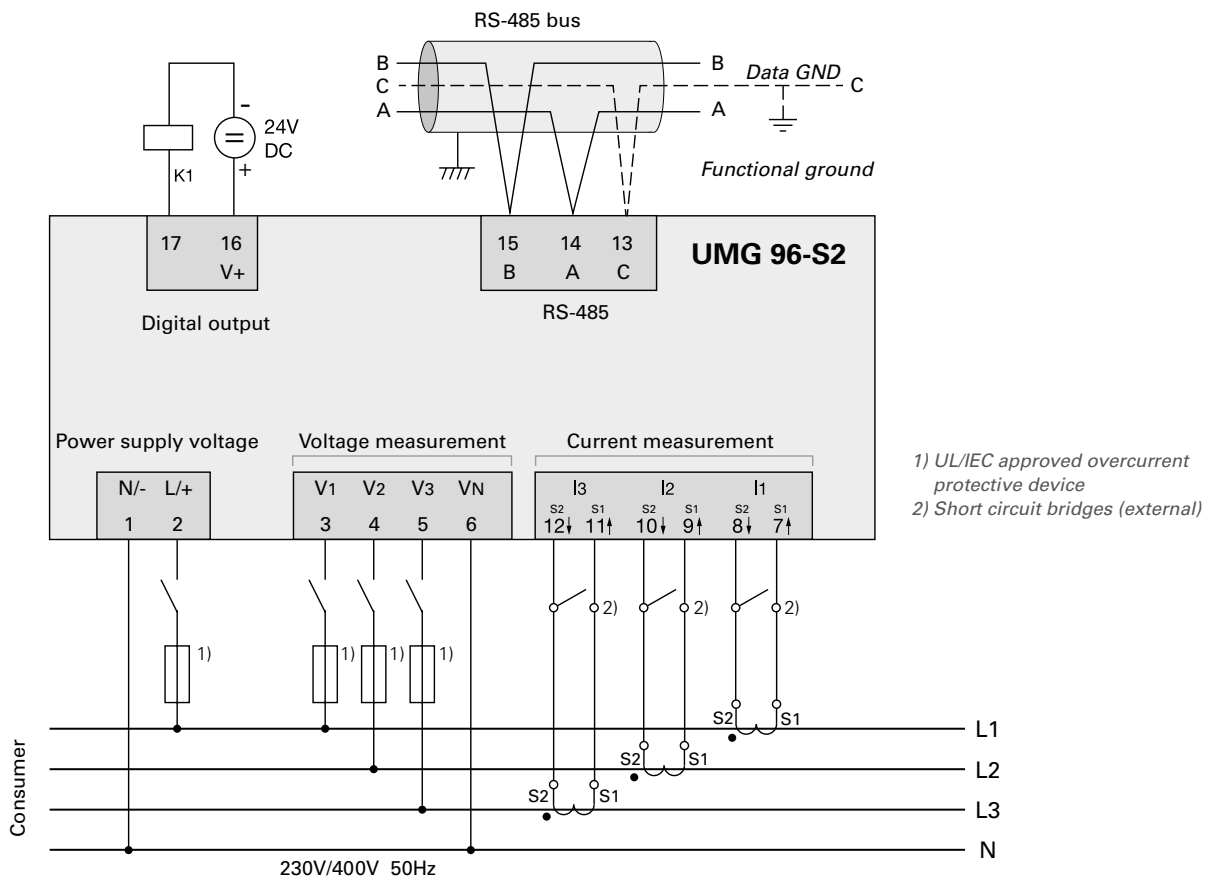 RS-485 bus
B
B
C
Data GND
C
A
A
-
24V
DC
+
K1
Functional ground
17
16
V+
15
14
13
B
A
C
UMG 96-S2
Digital output
RS-485
Power supply voltage
Voltage measurement
Current measurement
N/-
L/+
V1
V2
V3
VN
I3
I2
I1
S2
S1
S2
S1
S2
S1
1
2
3
4
5
6
12
11
10
9
8
7
1) UL/IEC approved overcurrent
protective device
2) Short circuit bridges (external)
2)
2)
2)
1)
1)
1)
1)
S2
S1
L1
S2
S1
L2
S2
S1
L3
N
Consumer
230V/400V 50Hz